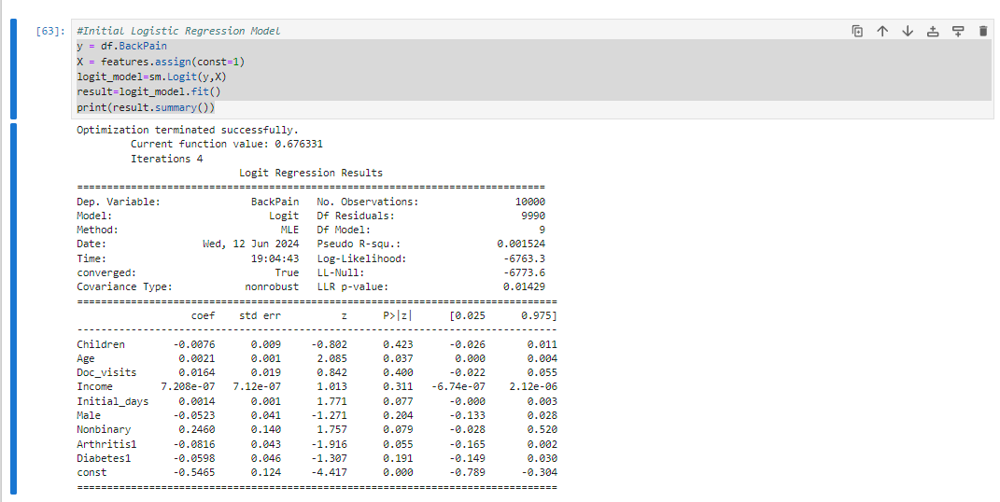 [63]: #Initial Logistic Regression Model
y = df.BackPain
X = features.assign(const=1)
logit_model=sm.Logit(y,X)
result=logit_model.fit()
print(result.summary())
Optimization terminated successfully.
         Current function value: 0.676331
         Iterations 4
                           Logit Regression Results
==============================================================================
Dep. Variable:               BackPain   No. Observations:                10000
Model:                          Logit   Df Residuals:                     9990
Method:                           MLE   Df Model:                            9
Date:                Wed, 12 Jun 2024   Pseudo R-squ.:                0.001524
Time:                        19:04:43   Log-Likelihood:                -6763.3
converged:                       True   LL-Null:                       -6773.6
Covariance Type:            nonrobust   LLR p-value:                   0.01429
================================================================================
                   coef    std err          z      P>|z|      [0.025      0.975]
--------------------------------------------------------------------------------
Children        -0.0076      0.009     -0.802      0.423      -0.026       0.011
Age              0.0021      0.001      2.085      0.037       0.000       0.004
Doc_visits       0.0164      0.019      0.842      0.400      -0.022       0.055
Income        7.208e-07   7.12e-07      1.013      0.311   -6.74e-07    2.12e-06
Initial_days     0.0014      0.001      1.771      0.077      -0.000       0.003
Male            -0.0523      0.041     -1.271      0.204      -0.133       0.028
Nonbinary        0.2460      0.140      1.757      0.079      -0.028       0.520
Arthritis1      -0.0816      0.043     -1.916      0.055      -0.165       0.002
Diabetes1       -0.0598      0.046     -1.307      0.191      -0.149       0.030
const           -0.5465      0.124     -4.417      0.000      -0.789      -0.304
================================================================================